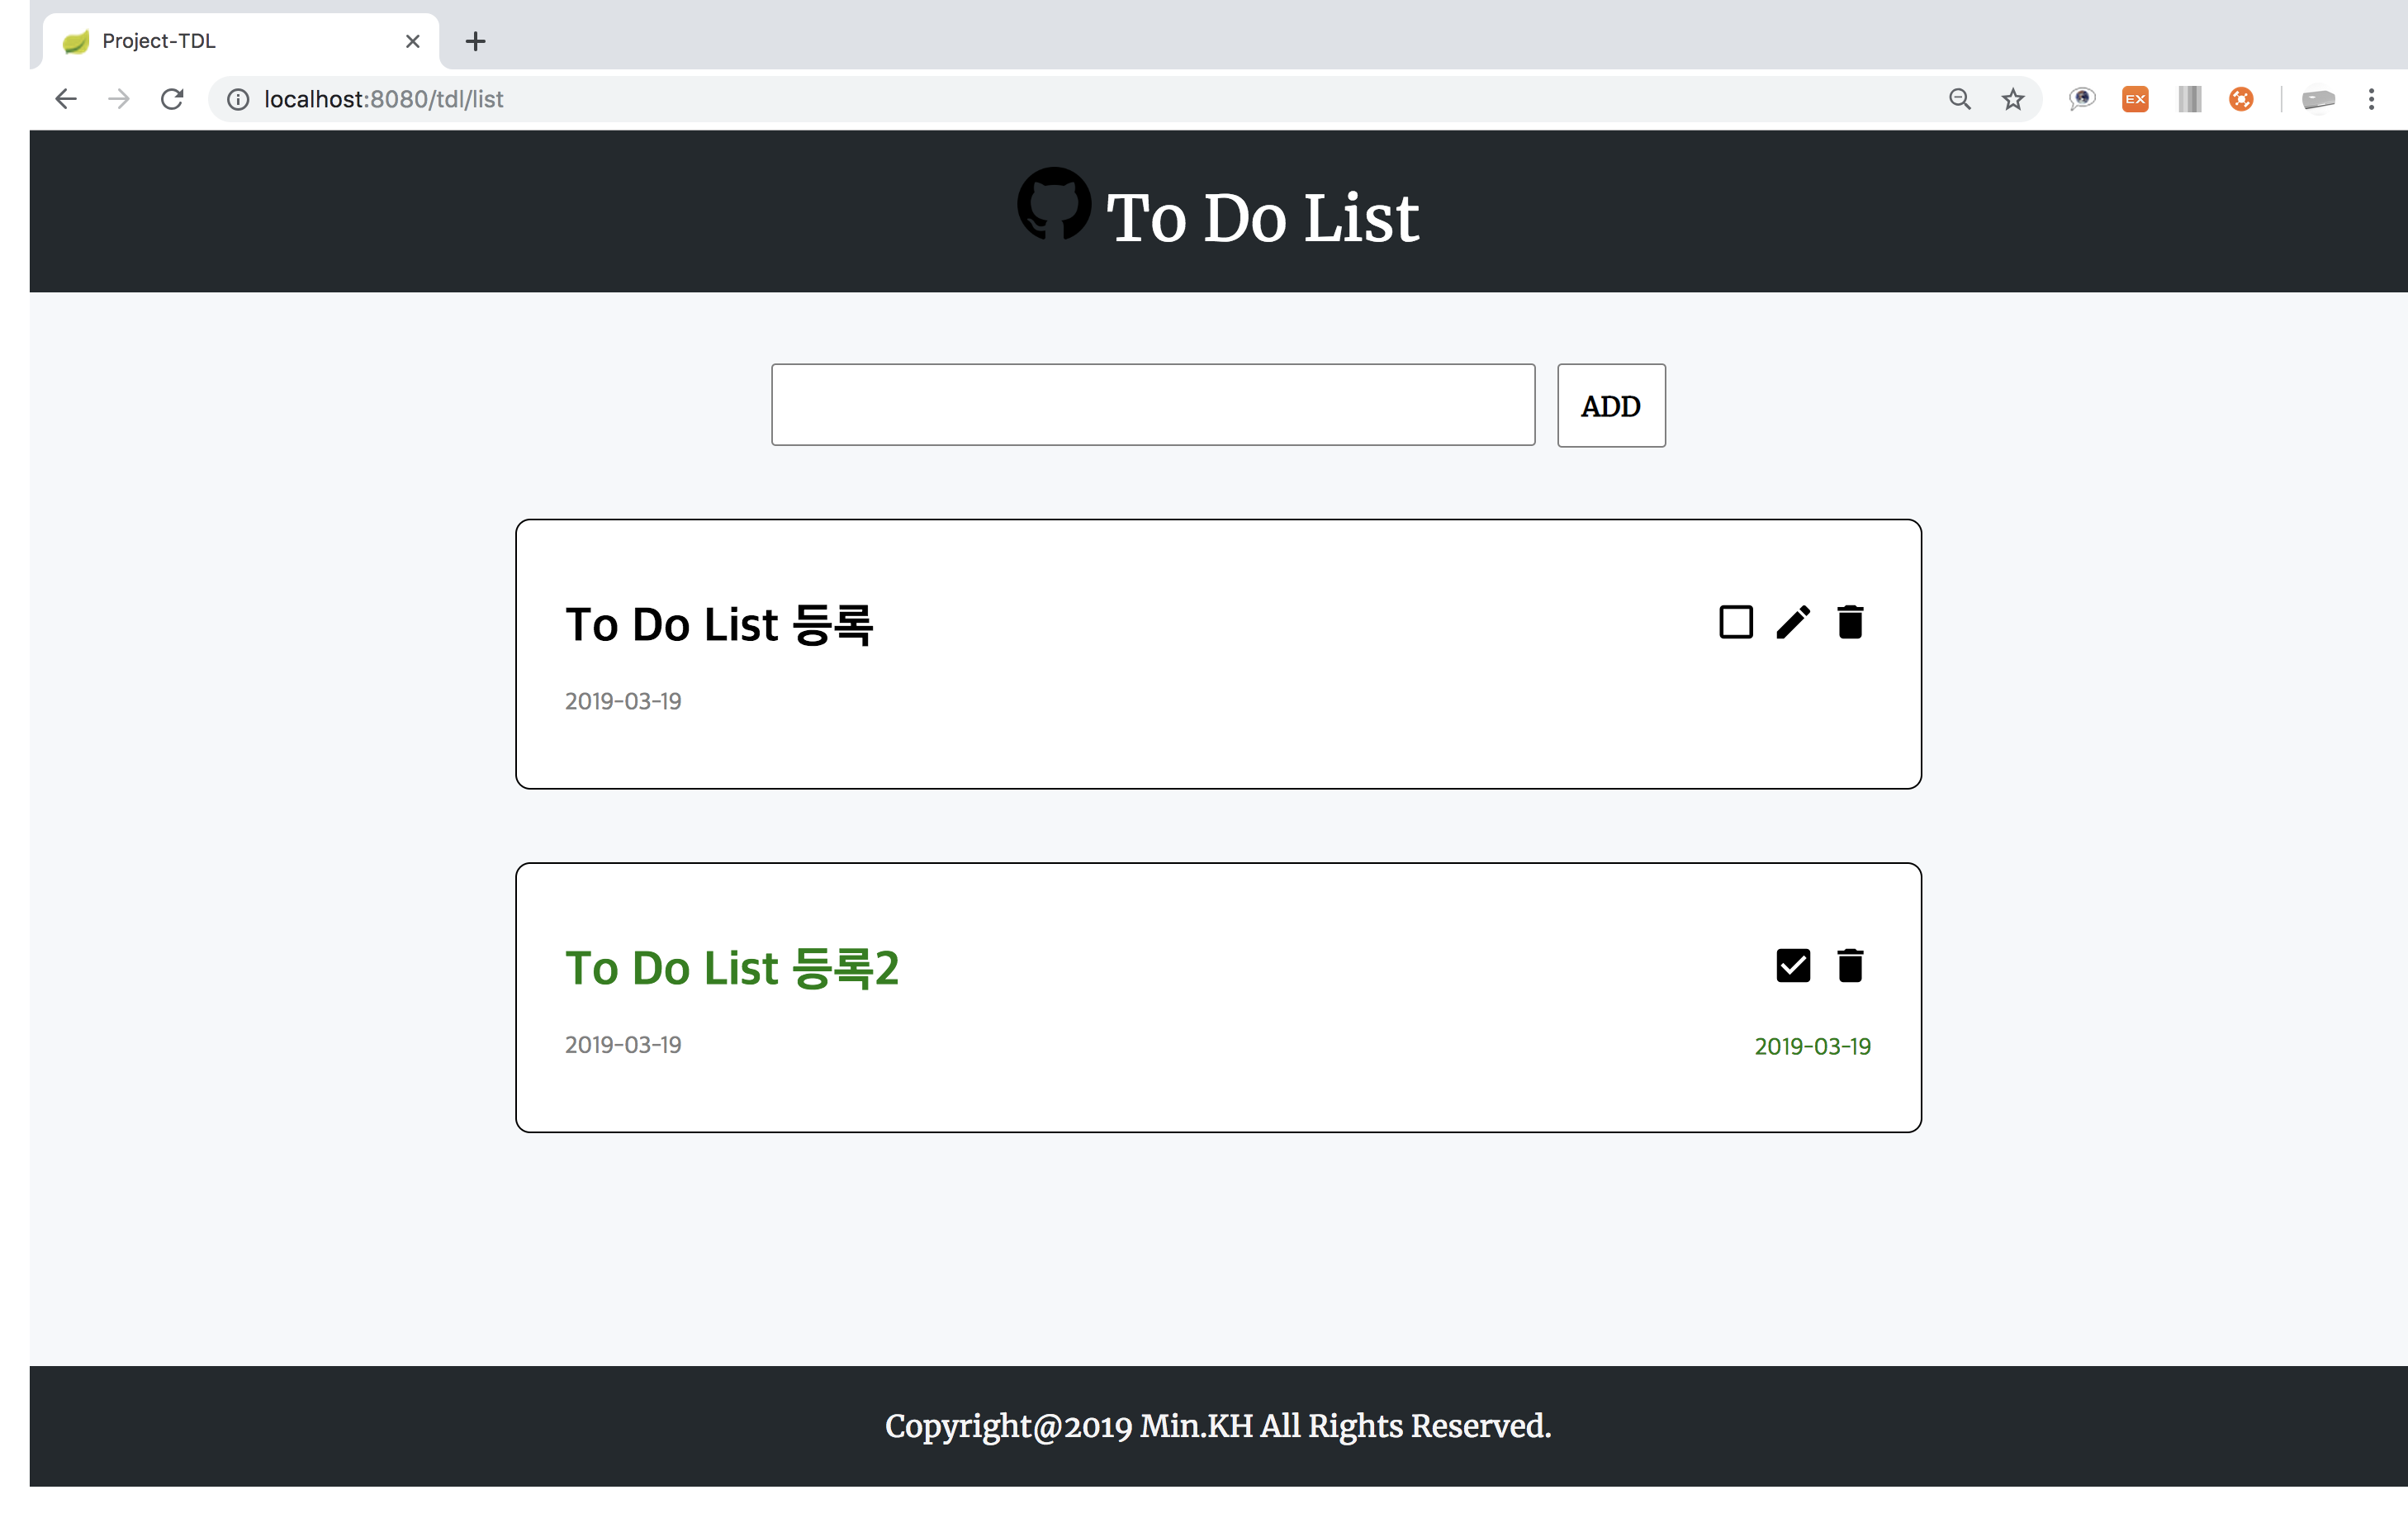 Project-TDL
localhost:8080/tdl/list
EX
To Do List
ADD
To Do List 등록
2019-03-19
To Do List 등록2
2019-03-19
2019-03-19
Copyright@2019 Min.KH All Rights Reserved.